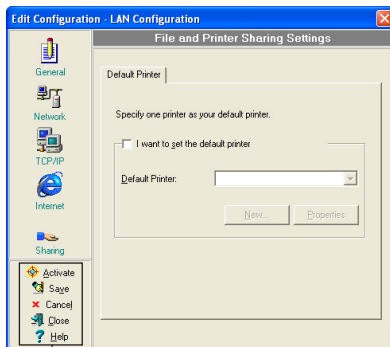 Edit Configuration - LAN Configuration
File and Printer Sharing Settings
General
Network
TCP/IP
Internet
Sharing
Activate
Save
Cancel
Close
Help
Default Printer
Specify one printer as your default printer.
I want to set the default printer
Default Printer:
New...
Properties